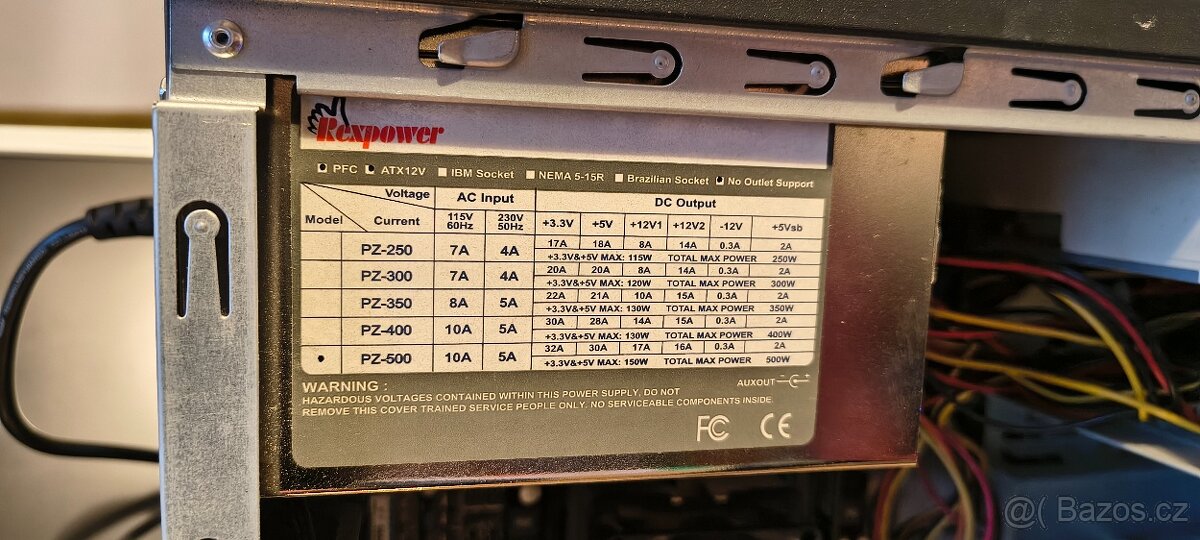 Rexpower
PFC ATX12V IBM Socket NEMA 5-15R Brazilian Socket No Outlet Support
Voltage AC Input DC Output
Model Current 115V 60Hz 230V 50Hz +3.3V +5V +12V1 +12V2 -12V +5Vsb
PZ-250 7A 4A 17A 18A 8A 14A 0.3A 2A
+3.3V&+5V MAX: 115W TOTAL MAX POWER 250W
PZ-300 7A 4A 20A 20A 8A 14A 0.3A 2A
+3.3V&+5V MAX: 120W TOTAL MAX POWER 300W
PZ-350 8A 5A 22A 21A 10A 15A 0.3A 2A
+3.3V&+5V MAX: 130W TOTAL MAX POWER 350W
PZ-400 10A 5A 30A 28A 14A 15A 0.3A 2A
+3.3V&+5V MAX: 130W TOTAL MAX POWER 400W
PZ-500 10A 5A 32A 30A 17A 16A 0.3A 2A
+3.3V&+5V MAX: 150W TOTAL MAX POWER 500W
WARNING : AUXOUT
HAZARDOUS VOLTAGES CONTAINED WITHIN THIS POWER SUPPLY, DO NOT
REMOVE THIS COVER TRAINED SERVICE PEOPLE ONLY. NO SERVICEABLE COMPONENTS INSIDE.
FC CE
Bazos.cz